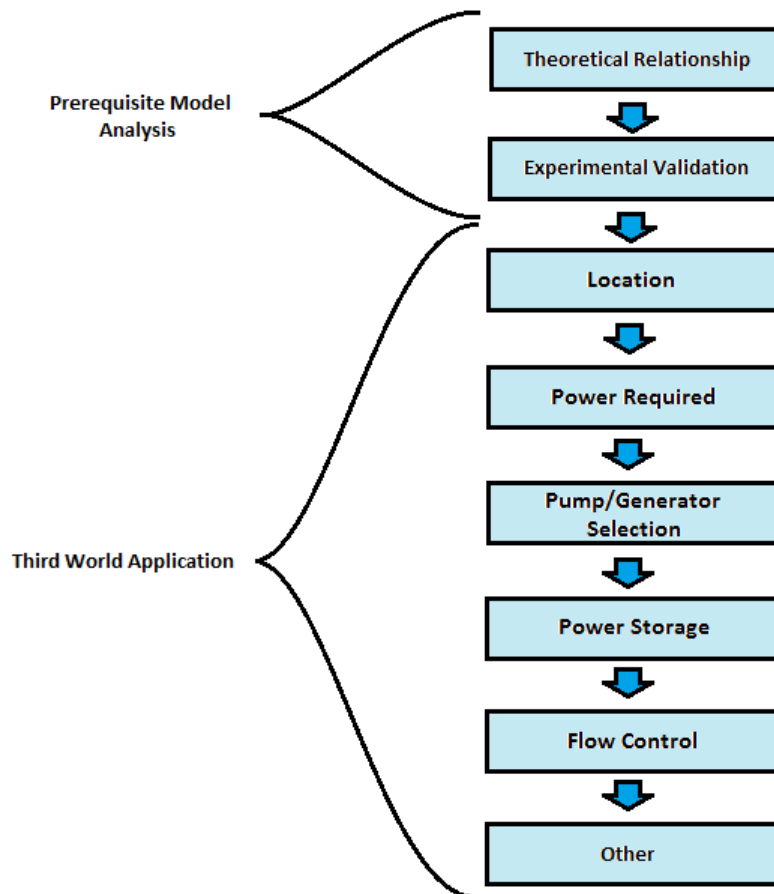 Theoretical Relationship
Prerequisite Model
Analysis
Experimental Validation
Location
Power Required
Pump/Generator
Selection
Third World Application
Power Storage
Flow Control
Other